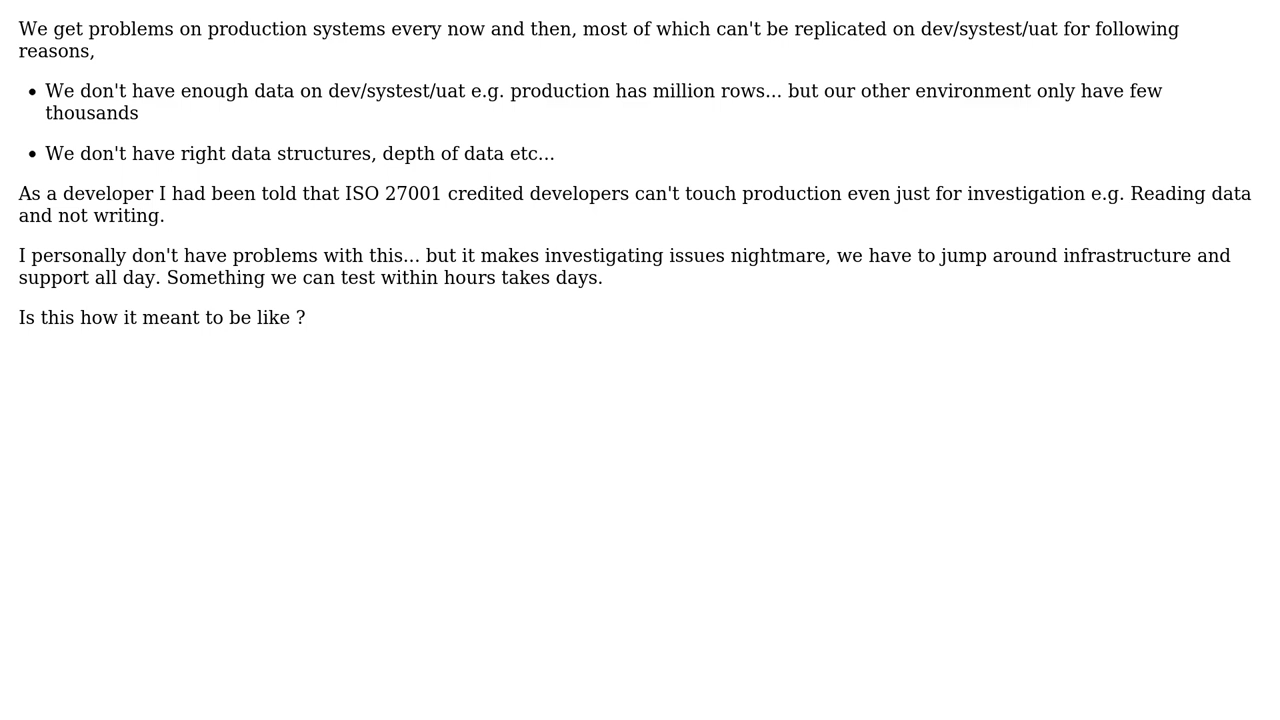 We get problems on production systems every now and then, most of which can't be replicated on dev/systest/uat for following
reasons,
• We don't have enough data on dev/systest/uat e.g. production has million rows... but our other environment only have few
thousands
• We don't have right data structures, depth of data etc...
As a developer I had been told that ISO 27001 credited developers can't touch production even just for investigation e.g. Reading data
and not writing.
I personally don't have problems with this... but it makes investigating issues nightmare, we have to jump around infrastructure and
support all day. Something we can test within hours takes days.
Is this how it meant to be like ?